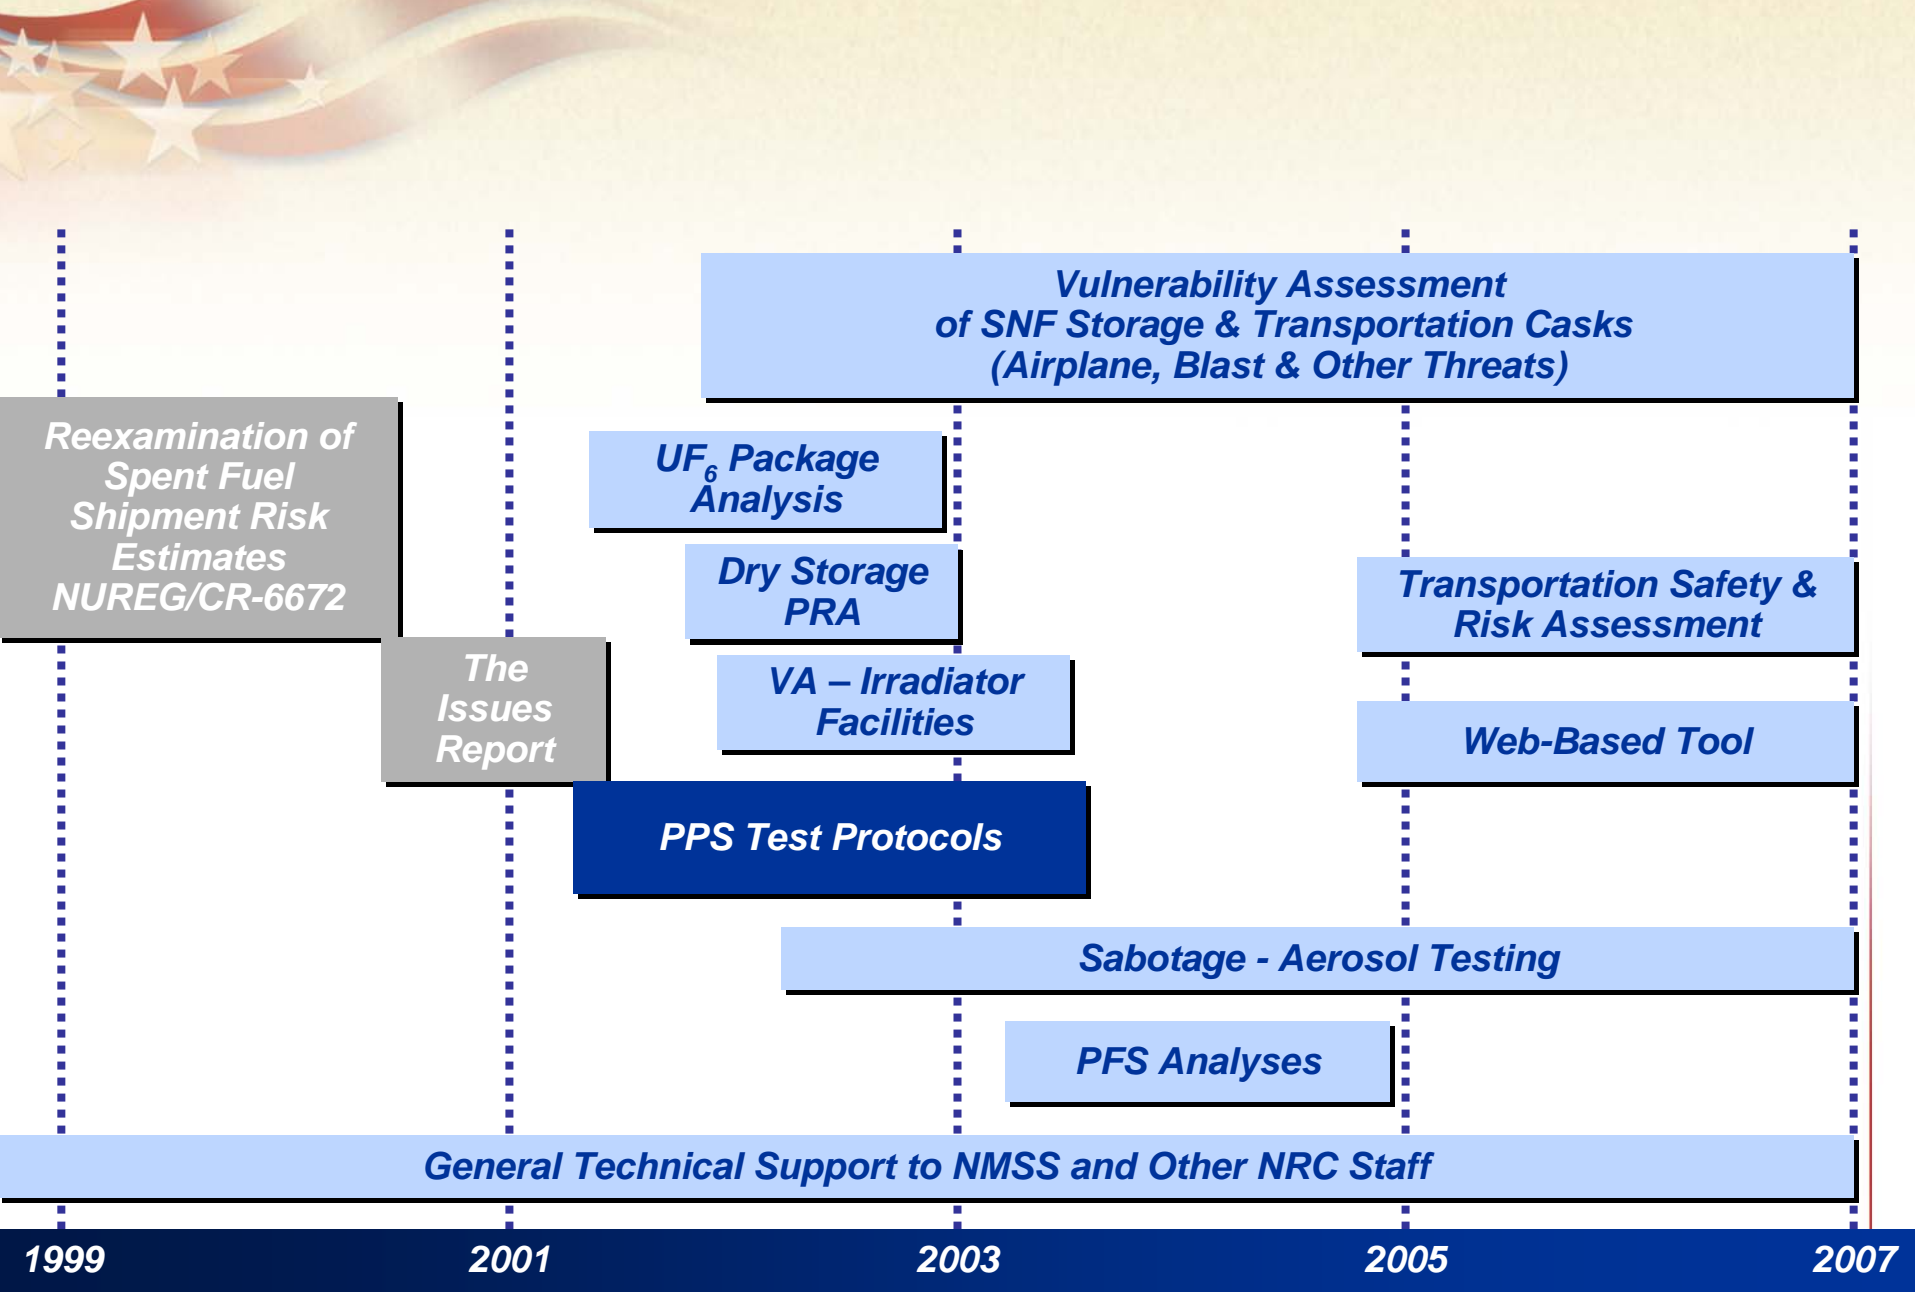 Vulnerability Assessment
of SNF Storage & Transportation Casks
(Airplane, Blast & Other Threats)
Reexamination of
Spent Fuel
Shipment Risk
Estimates
NUREG/CR-6672
UF6 Package
Analysis
Dry Storage
PRA
Transportation Safety &
Risk Assessment
The
Issues
Report
VA – Irradiator
Facilities
Web-Based Tool
PPS Test Protocols
Sabotage - Aerosol Testing
PFS Analyses
General Technical Support to NMSS and Other NRC Staff
1999 2001 2003 2005 2007